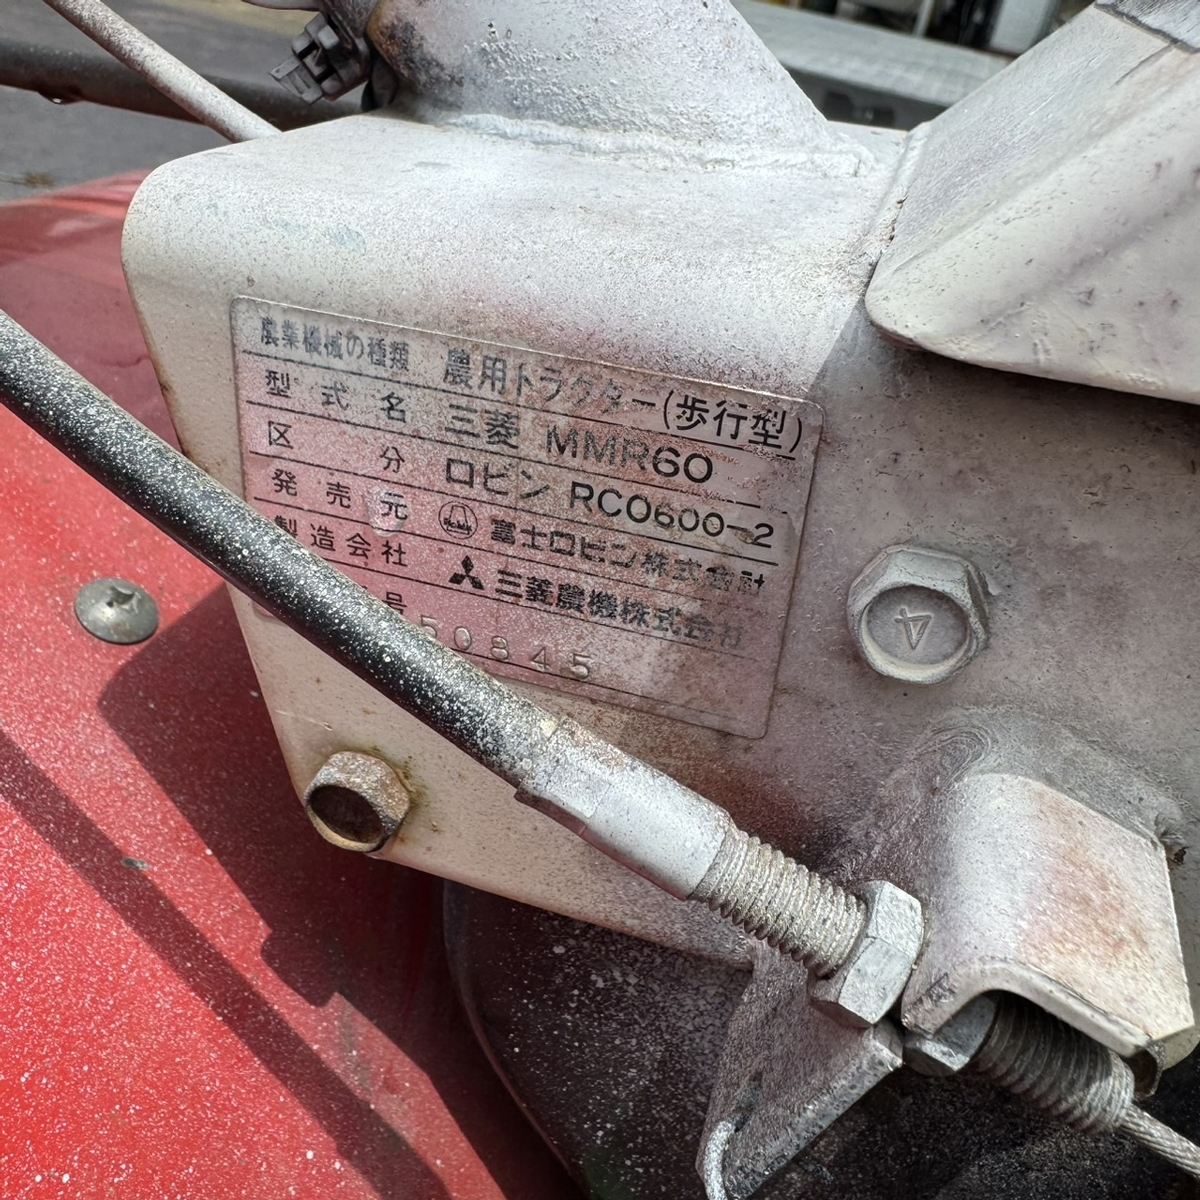 農業機械の種類 農用トラクター(歩行型)
型式名 三菱 MMR60
区分 ロビン RC0600-2
発売元 富士ロビン株式会社
製造会社 三菱農機株式会社
号 50845
4